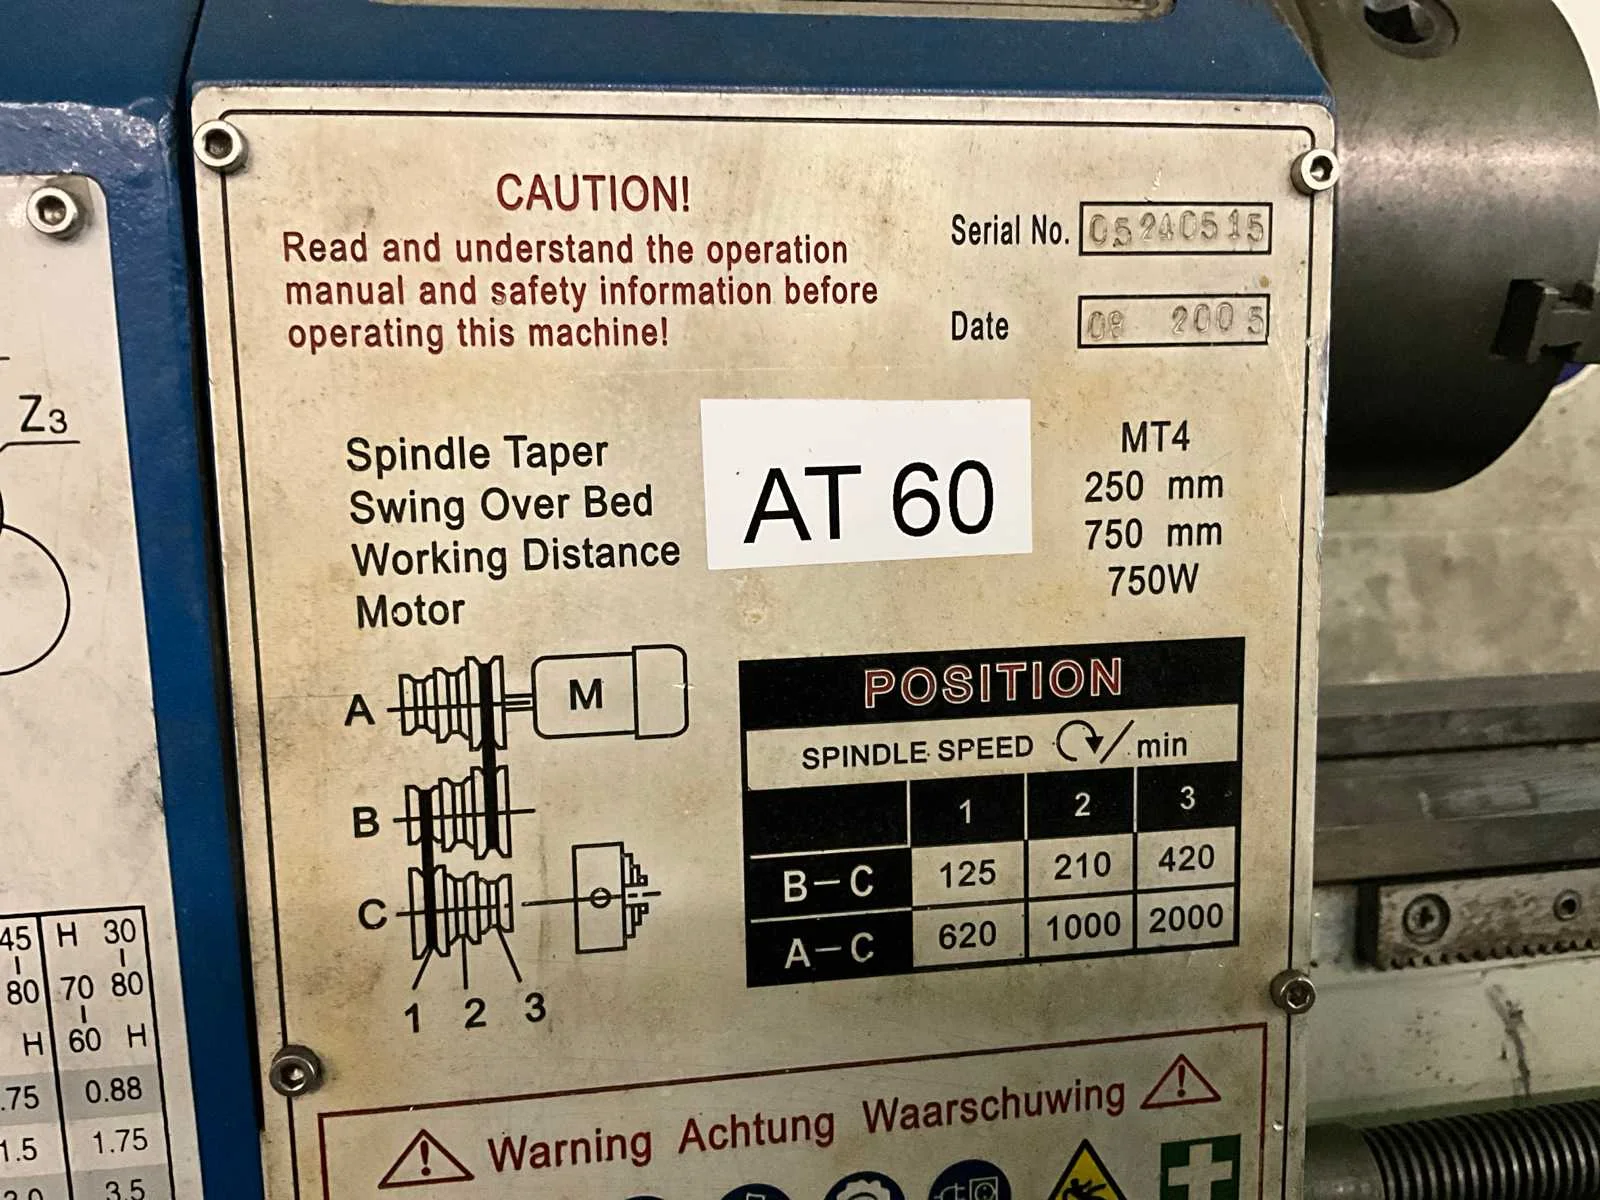 CAUTION!
Read and understand the operation
manual and safety information before
operating this machine!
Serial No. 05240515
Date 08 2005
Spindle Taper MT4
Swing Over Bed 250 mm
Working Distance 750 mm
Motor 750W
AT 60
A M
B
C
1 2 3
POSITION
SPINDLE SPEED /min
1 2 3
B–C 125 210 420
A–C 620 1000 2000
Warning Achtung Waarschuwing
Z3
45 H 30
80 70 80
H 60 H
.75 0.88
1.5 1.75
3.5